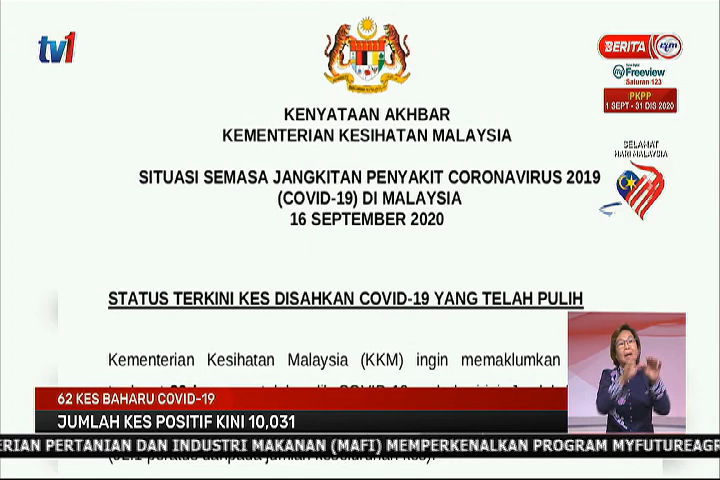 tv1
BERITA rtm
Freeview
Saluran 123
PKPP
1 SEPT - 31 DIS 2020
SELAMAT
HARI MALAYSIA
KENYATAAN AKHBAR
KEMENTERIAN KESIHATAN MALAYSIA
SITUASI SEMASA JANGKITAN PENYAKIT CORONAVIRUS 2019
(COVID-19) DI MALAYSIA
16 SEPTEMBER 2020
STATUS TERKINI KES DISAHKAN COVID-19 YANG TELAH PULIH
Kementerian Kesihatan Malaysia (KKM) ingin memaklumkan
62 KES BAHARU COVID-19
JUMLAH KES POSITIF KINI 10,031
ERIAN PERTANIAN DAN INDUSTRI MAKANAN (MAFI) MEMPERKENALKAN PROGRAM MYFUTUREAGR